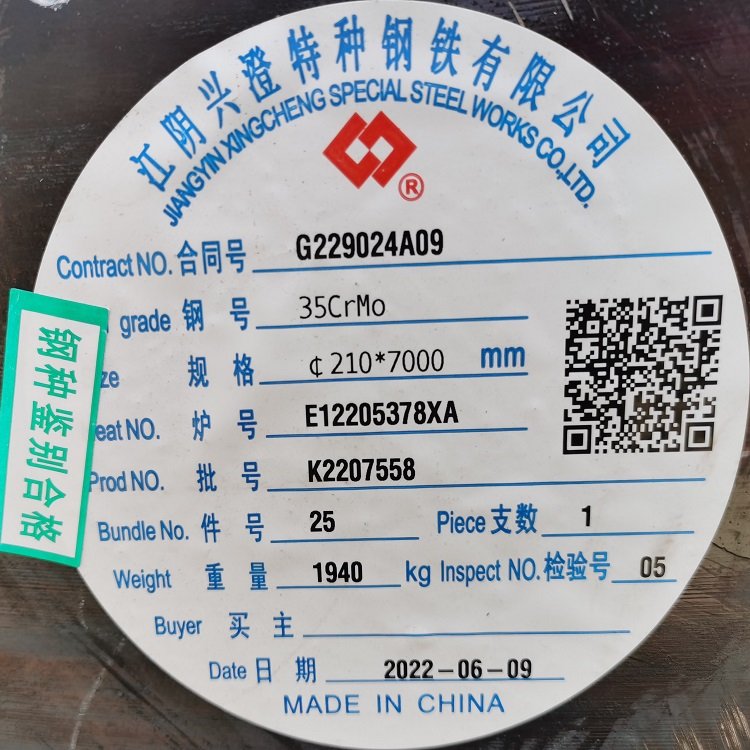 江阴兴澄特种钢铁有限公司
JIANGYIN XINGCHENG SPECIAL STEEL WORKS CO.,LTD.
®
Contract NO. 合同号 G229024A09
grade 钢 号 35CrMo
ze 规 格 ¢210*7000 mm
eat NO. 炉 号 E12205378XA
Prod NO. 批 号 K2207558
Bundle No. 件 号 25 Piece 支数 1
Weight 重 量 1940 kg Inspect NO. 检验号 05
Buyer 买 主
Date 日 期 2022-06-09
MADE IN CHINA
钢种鉴别合格